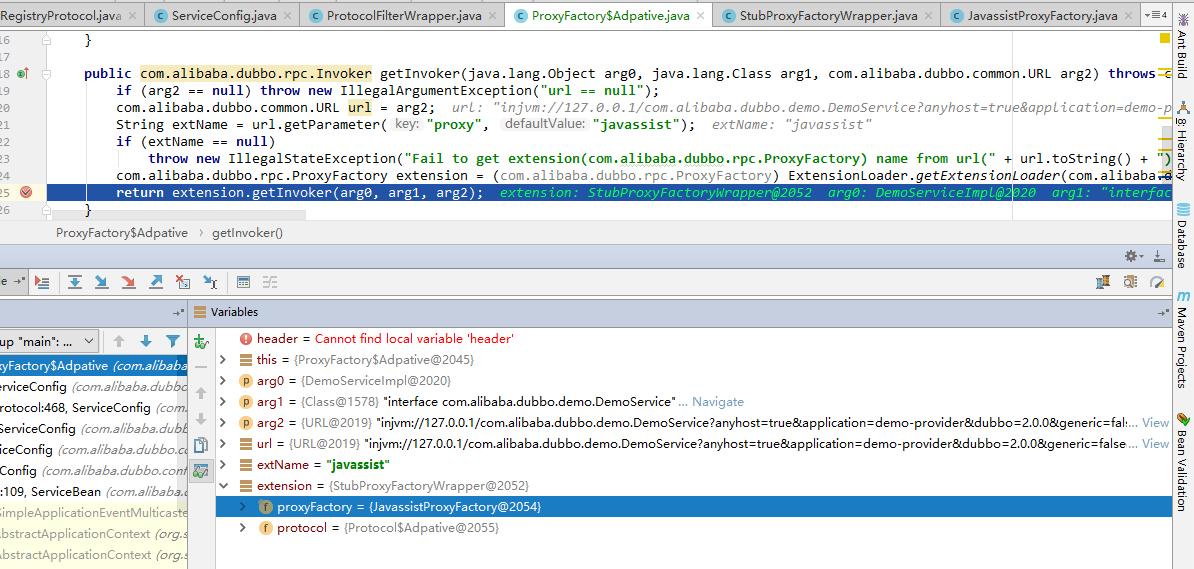 RegistryProtocol.java
ServiceConfig.java
ProtocolFilterWrapper.java
ProxyFactory$Adpative.java
StubProxyFactoryWrapper.java
JavassistProxyFactory.java
4
16 }
17
18 public com.alibaba.dubbo.rpc.Invoker getInvoker(java.lang.Object arg0, java.lang.Class arg1, com.alibaba.dubbo.common.URL arg2) throws c
19 if (arg2 == null) throw new IllegalArgumentException("url == null");
20 com.alibaba.dubbo.common.URL url = arg2; url: "injvm://127.0.0.1/com.alibaba.dubbo.demo.DemoService?anyhost=true&application=demo-p
21 String extName = url.getParameter( key: "proxy", defaultValue: "javassist"); extName: "javassist"
22 if (extName == null)
23 throw new IllegalStateException("Fail to get extension(com.alibaba.dubbo.rpc.ProxyFactory) name from url(" + url.toString() + ")
24 com.alibaba.dubbo.rpc.ProxyFactory extension = (com.alibaba.dubbo.rpc.ProxyFactory) ExtensionLoader.getExtensionLoader(com.alibaba.d
25 return extension.getInvoker(arg0, arg1, arg2); extension: StubProxyFactoryWrapper@2052 arg0: DemoServiceImpl@2020 arg1: "interfac
26 }
ProxyFactory$Adpative › getInvoker()
Variables
up "main": ...
xyFactory$Adpative (com.alibaba
erviceConfig (com.alibaba.dubbo
rotocol:468, ServiceConfig (com.
ServiceConfig (com.alibaba.dubb
viceConfig (com.alibaba.dubbo.c
Config (com.alibaba.dubbo.conf
:109, ServiceBean (com.alibaba.
SimpleApplicationEventMulticaste
AbstractApplicationContext (org.s
AbstractApplicationContext (org.s
header = Cannot find local variable 'header'
this = {ProxyFactory$Adpative@2045}
arg0 = {DemoServiceImpl@2020}
arg1 = {Class@1578} "interface com.alibaba.dubbo.demo.DemoService" ... Navigate
arg2 = {URL@2019} "injvm://127.0.0.1/com.alibaba.dubbo.demo.DemoService?anyhost=true&application=demo-provider&dubbo=2.0.0&generic=fal... View
url = {URL@2019} "injvm://127.0.0.1/com.alibaba.dubbo.demo.DemoService?anyhost=true&application=demo-provider&dubbo=2.0.0&generic=false... View
extName = "javassist"
extension = {StubProxyFactoryWrapper@2052}
proxyFactory = {JavassistProxyFactory@2054}
protocol = {Protocol$Adpative@2055}
Ant Build
8: Hierarchy
Database
Maven Projects
Bean Validation